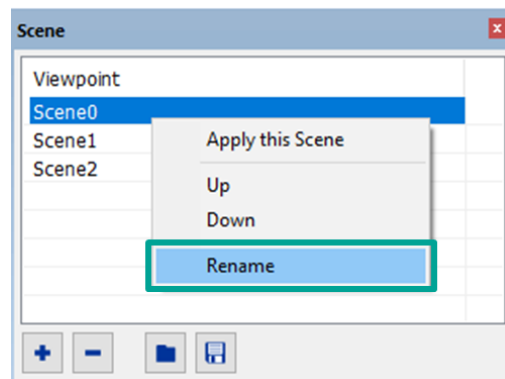 Scene
Viewpoint
Scene0
Scene1
Scene2
Apply this Scene
Up
Down
Rename